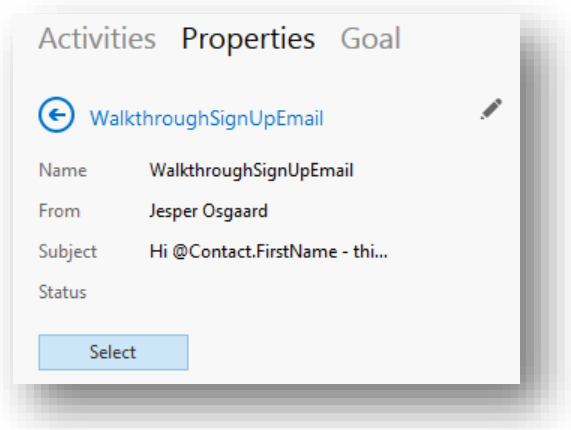 Activities Properties Goal
WalkthroughSignUpEmail
Name WalkthroughSignUpEmail
From Jesper Osgaard
Subject Hi @Contact.FirstName - thi...
Status
Select